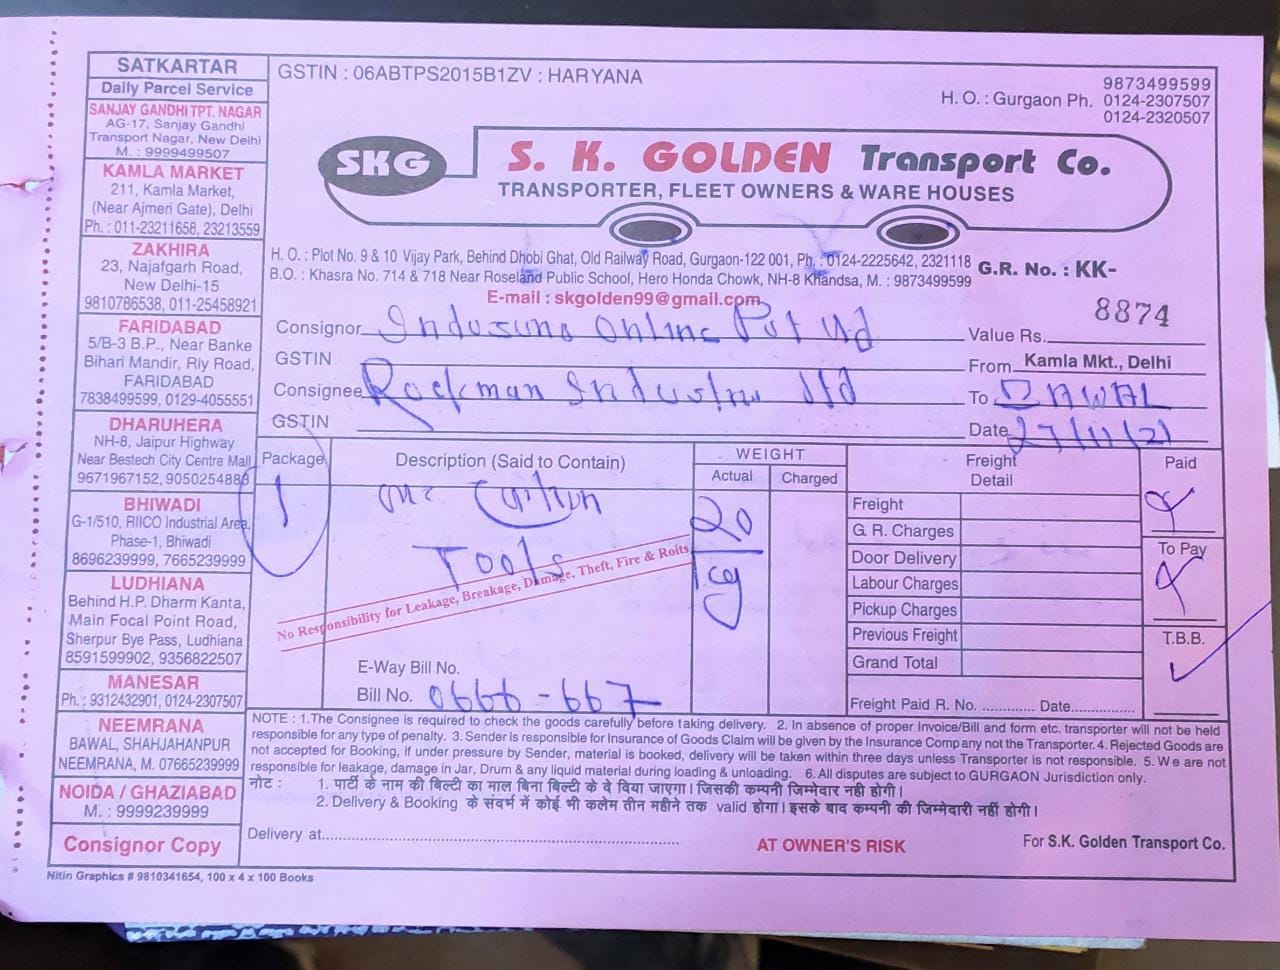 SATKARTAR
Daily Parcel Service
SANJAY GANDHI TPT. NAGAR
AG-17, Sanjay Gandhi
Transport Nagar, New Delhi
M. : 9999499507
KAMLA MARKET
211, Kamla Market,
(Near Ajmeri Gate), Delhi
Ph. : 011-23211658, 23213559
ZAKHIRA
23, Najafgarh Road,
New Delhi-15
9810786538, 011-25458921
FARIDABAD
5/B-3 B.P., Near Banke
Bihari Mandir, Rly Road,
FARIDABAD
7838499599, 0129-4055551
DHARUHERA
NH-8, Jaipur Highway
Near Bestech City Centre Mall
9671967152, 9050254888
BHIWADI
G-1/510, RIICO Industrial Area,
Phase-1, Bhiwadi
8696239999, 7665239999
LUDHIANA
Behind H.P. Dharm Kanta,
Main Focal Point Road,
Sherpur Bye Pass, Ludhiana
8591599902, 9356822507
MANESAR
Ph. : 9312432901, 0124-2307507
NEEMRANA
BAWAL, SHAHJAHANPUR
NEEMRANA, M. 07665239999
NOIDA / GHAZIABAD
M. : 9999239999
Consignor Copy
GSTIN : 06ABTPS2015B1ZV : HARYANA
9873499599
H. O. : Gurgaon Ph. 0124-2307507
0124-2320507
SKG
S. K. GOLDEN Transport Co.
TRANSPORTER, FLEET OWNERS & WARE HOUSES
H. O. : Plot No. 9 & 10 Vijay Park, Behind Dhobi Ghat, Old Railway Road, Gurgaon-122 001, Ph. : 0124-2225642, 2321118
B.O. : Khasra No. 714 & 718 Near Roseland Public School, Hero Honda Chowk, NH-8 Khandsa, M. : 9873499599
E-mail : skgolden99@gmail.com
G.R. No. : KK-
8874
Consignor Online Pvt Ltd
Value Rs.
GSTIN
From Kamla Mkt., Delhi
Consignee Rockman Industries ltd
To BAWAL
GSTIN
Date 27/11/21
Package
Description (Said to Contain)
WEIGHT
Actual
Charged
Freight Detail
Paid
1
Carton
Tools
20
kg
Freight
G. R. Charges
Door Delivery
Labour Charges
Pickup Charges
Previous Freight
Grand Total
To Pay
T.B.B.
No Responsibility for Leakage, Breakage, Damage, Theft, Fire & Roits
E-Way Bill No.
Bill No. 0666-667
Freight Paid R. No. ............. Date...............
NOTE : 1.The Consignee is required to check the goods carefully before taking delivery. 2. In absence of proper Invoice/Bill and form etc. transporter will not be held
responsible for any type of penalty. 3. Sender is responsible for Insurance of Goods Claim will be given by the Insurance Company not the Transporter. 4. Rejected Goods are
not accepted for Booking, if under pressure by Sender, material is booked, delivery will be taken within three days unless Transporter is not responsible. 5. We are not
responsible for leakage, damage in Jar, Drum & any liquid material during loading & unloading. 6. All disputes are subject to GURGAON Jurisdiction only.
नोट : 1. पार्टी के नाम की बिल्टी का माल बिना बिल्टी के दे दिया जाएगा। जिसकी कम्पनी जिम्मेदार नही होगी।
2. Delivery & Booking के संदर्भ में कोई भी कलेम तीन महीने तक valid होगा। इसके बाद कम्पनी की जिम्मेदारी नहीं होगी।
Delivery at
AT OWNER'S RISK
For S.K. Golden Transport Co.
Nitin Graphics # 9810341654, 100 x 4 x 100 Books